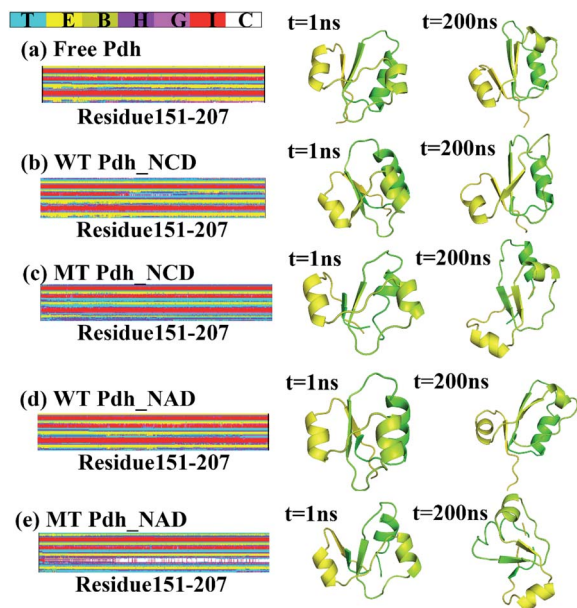 T E B H G I C
(a) Free Pdh
t=1ns
t=200ns
Residue151-207
(b) WT Pdh_NCD
t=1ns
t=200ns
Residue151-207
(c) MT Pdh_NCD
t=1ns
t=200ns
Residue151-207
(d) WT Pdh_NAD
t=1ns
t=200ns
Residue151-207
(e) MT Pdh_NAD
t=1ns
t=200ns
Residue151-207